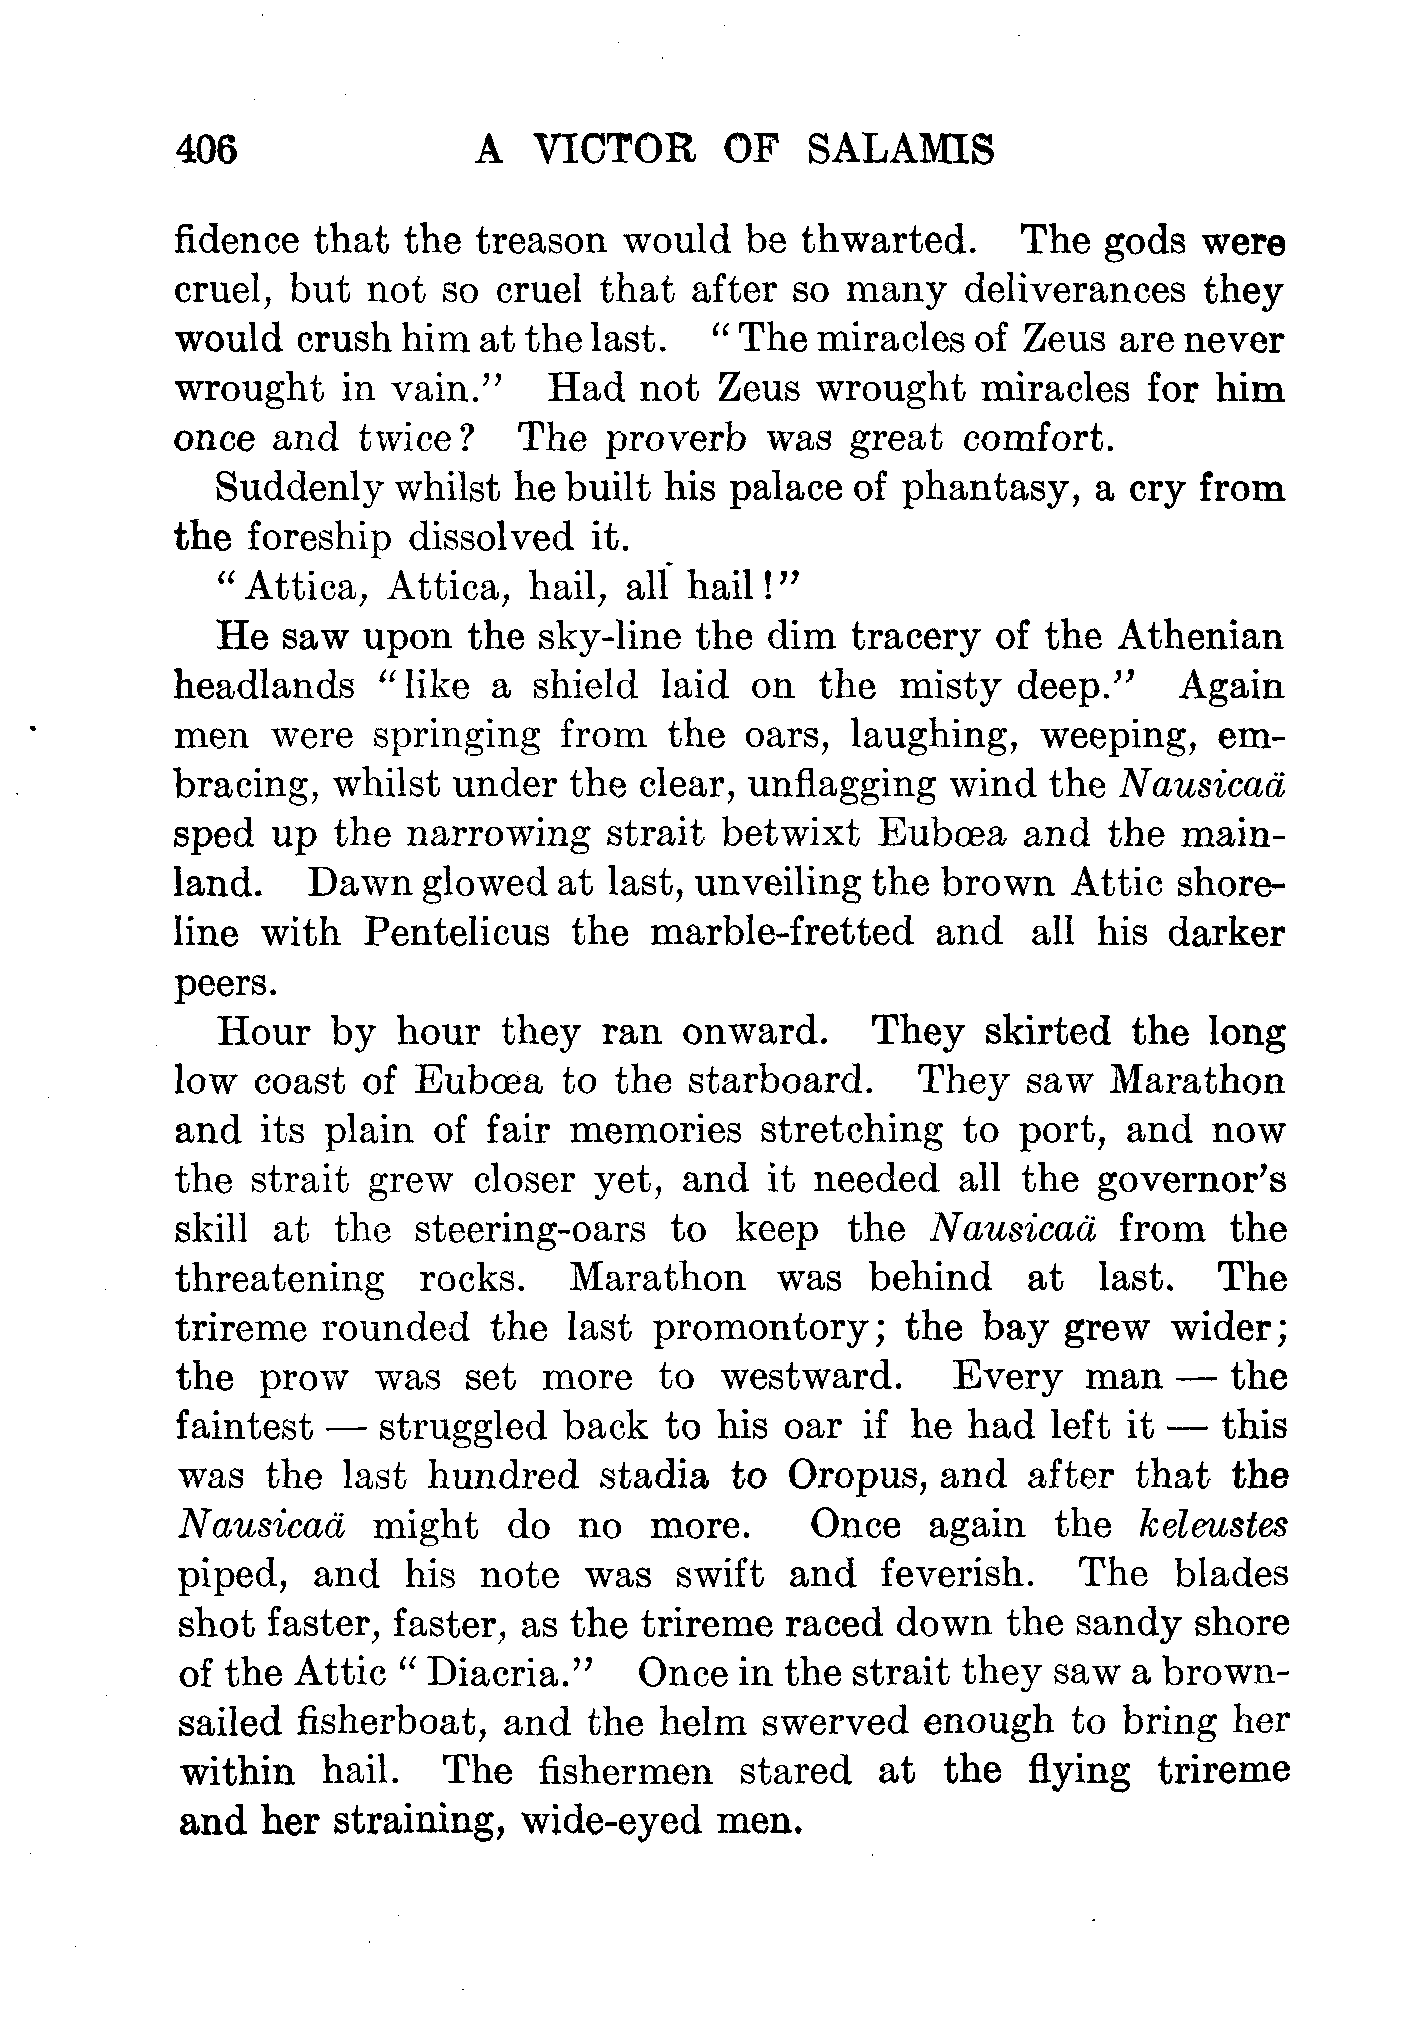 406 A VICTOR OF SALAMIS
fidence that the treason would be thwarted. The gods were
cruel, but not so cruel that after so many deliverances they
would crush him at the last. “The miracles of Zeus are never
wrought in vain.” Had not Zeus wrought miracles for him
once and twice? The proverb was great comfort.
Suddenly whilst he built his palace of phantasy, a cry from
the foreship dissolved it.
“Attica, Attica, hail, all hail!”
He saw upon the sky-line the dim tracery of the Athenian
headlands “like a shield laid on the misty deep.” Again
men were springing from the oars, laughing, weeping, em-
bracing, whilst under the clear, unflagging wind the Nausicaä
sped up the narrowing strait betwixt Eubœa and the main-
land. Dawn glowed at last, unveiling the brown Attic shore-
line with Pentelicus the marble-fretted and all his darker
peers.
Hour by hour they ran onward. They skirted the long
low coast of Eubœa to the starboard. They saw Marathon
and its plain of fair memories stretching to port, and now
the strait grew closer yet, and it needed all the governor’s
skill at the steering-oars to keep the Nausicaä from the
threatening rocks. Marathon was behind at last. The
trireme rounded the last promontory; the bay grew wider;
the prow was set more to westward. Every man — the
faintest — struggled back to his oar if he had left it — this
was the last hundred stadia to Oropus, and after that the
Nausicaä might do no more. Once again the keleustes
piped, and his note was swift and feverish. The blades
shot faster, faster, as the trireme raced down the sandy shore
of the Attic “Diacria.” Once in the strait they saw a brown-
sailed fisherboat, and the helm swerved enough to bring her
within hail. The fishermen stared at the flying trireme
and her straining, wide-eyed men.